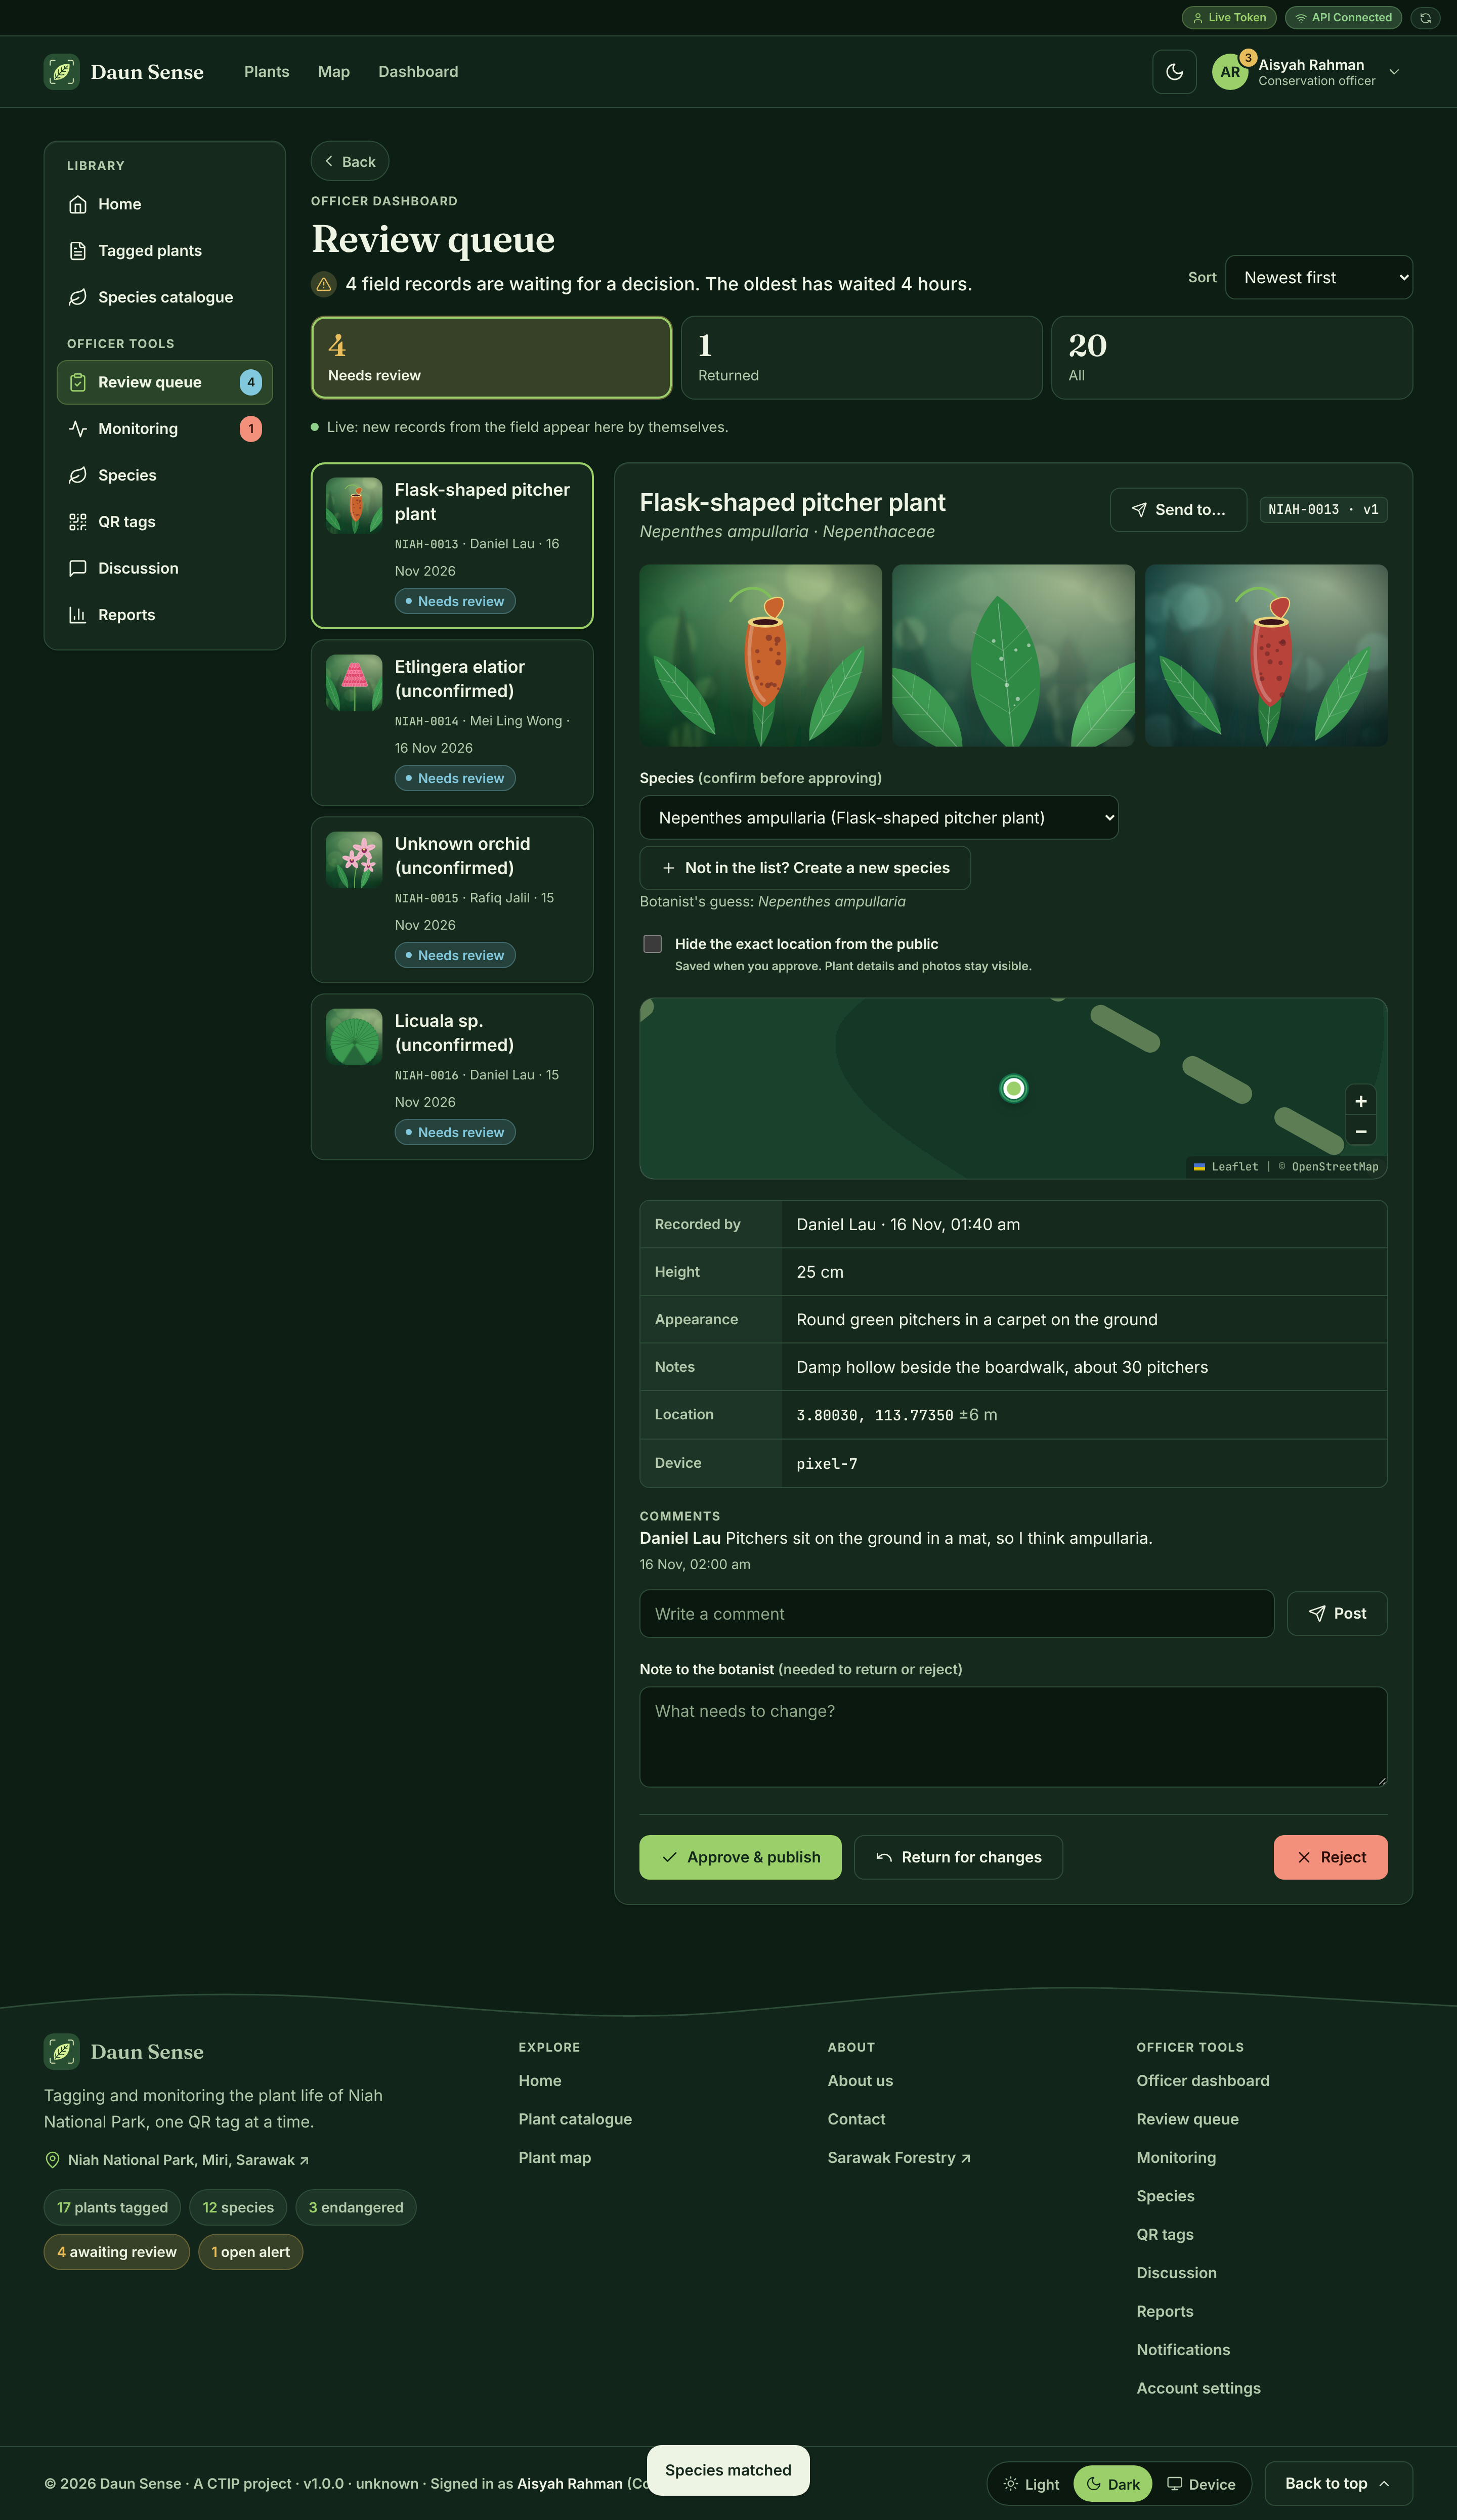 Live Token
API Connected
Daun Sense
Plants
Map
Dashboard
AR
3
Aisyah Rahman
Conservation officer
LIBRARY
Home
Tagged plants
Species catalogue
OFFICER TOOLS
Review queue 4
Monitoring 1
Species
QR tags
Discussion
Reports
Back
OFFICER DASHBOARD
Review queue
4 field records are waiting for a decision. The oldest has waited 4 hours.
Sort Newest first
4
Needs review
1
Returned
20
All
Live: new records from the field appear here by themselves.
Flask-shaped pitcher
plant
NIAH-0013 · Daniel Lau · 16
Nov 2026
Needs review
Etlingera elatior
(unconfirmed)
NIAH-0014 · Mei Ling Wong ·
16 Nov 2026
Needs review
Unknown orchid
(unconfirmed)
NIAH-0015 · Rafiq Jalil · 15
Nov 2026
Needs review
Licuala sp.
(unconfirmed)
NIAH-0016 · Daniel Lau · 15
Nov 2026
Needs review
Flask-shaped pitcher plant
Nepenthes ampullaria · Nepenthaceae
Send to...
NIAH-0013 · v1
Species (confirm before approving)
Nepenthes ampullaria (Flask-shaped pitcher plant)
Not in the list? Create a new species
Botanist's guess: Nepenthes ampullaria
Hide the exact location from the public
Saved when you approve. Plant details and photos stay visible.
+
−
Leaflet | © OpenStreetMap
Recorded by Daniel Lau · 16 Nov, 01:40 am
Height 25 cm
Appearance Round green pitchers in a carpet on the ground
Notes Damp hollow beside the boardwalk, about 30 pitchers
Location 3.80030, 113.77350 ±6 m
Device pixel-7
COMMENTS
Daniel Lau Pitchers sit on the ground in a mat, so I think ampullaria.
16 Nov, 02:00 am
Write a comment
Post
Note to the botanist (needed to return or reject)
What needs to change?
Approve & publish
Return for changes
Reject
Daun Sense
Tagging and monitoring the plant life of Niah
National Park, one QR tag at a time.
Niah National Park, Miri, Sarawak ↗
17 plants tagged
12 species
3 endangered
4 awaiting review
1 open alert
EXPLORE
Home
Plant catalogue
Plant map
ABOUT
About us
Contact
Sarawak Forestry ↗
OFFICER TOOLS
Officer dashboard
Review queue
Monitoring
Species
QR tags
Discussion
Reports
Notifications
Account settings
© 2026 Daun Sense · A CTIP project · v1.0.0 · unknown · Signed in as Aisyah Rahman
Species matched
Light
Dark
Device
Back to top